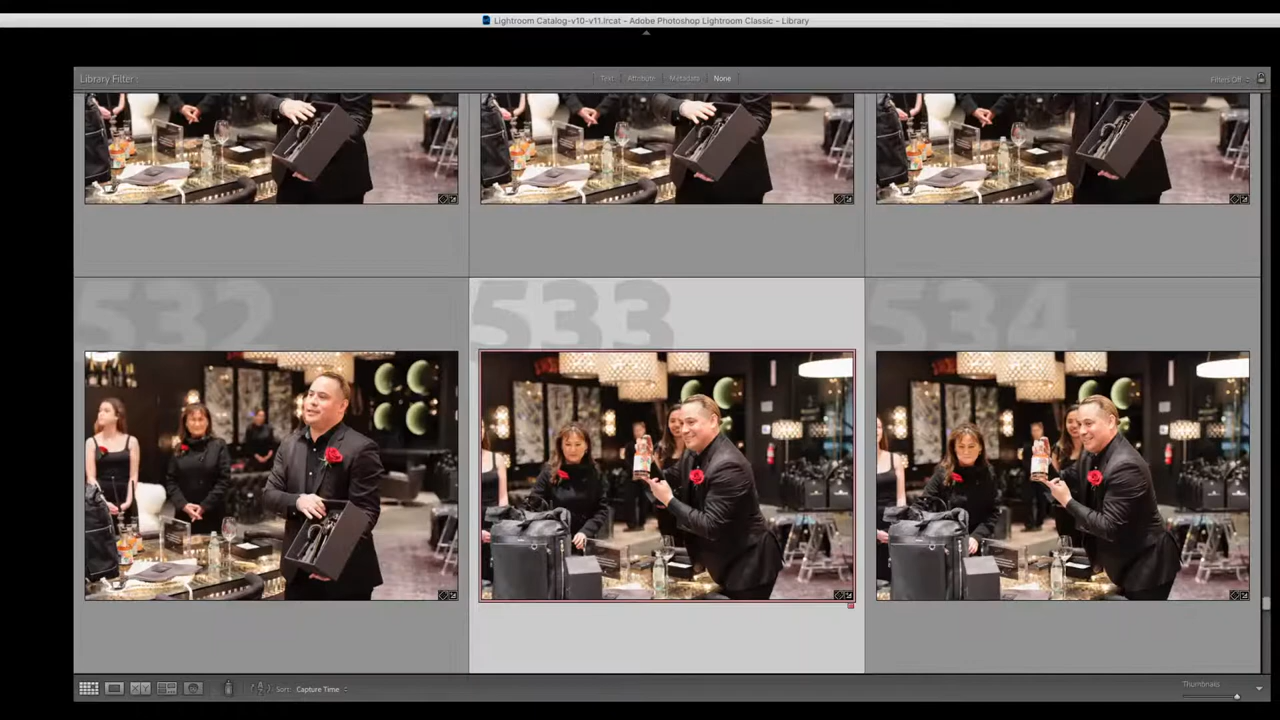 Lightroom Catalog-v10-v11.lrcat - Adobe Photoshop Lightroom Classic - Library
Library Filter:
Text Attribute Metadata None
Filters Off
532 533 534
Sort: Capture Time
Thumbnails